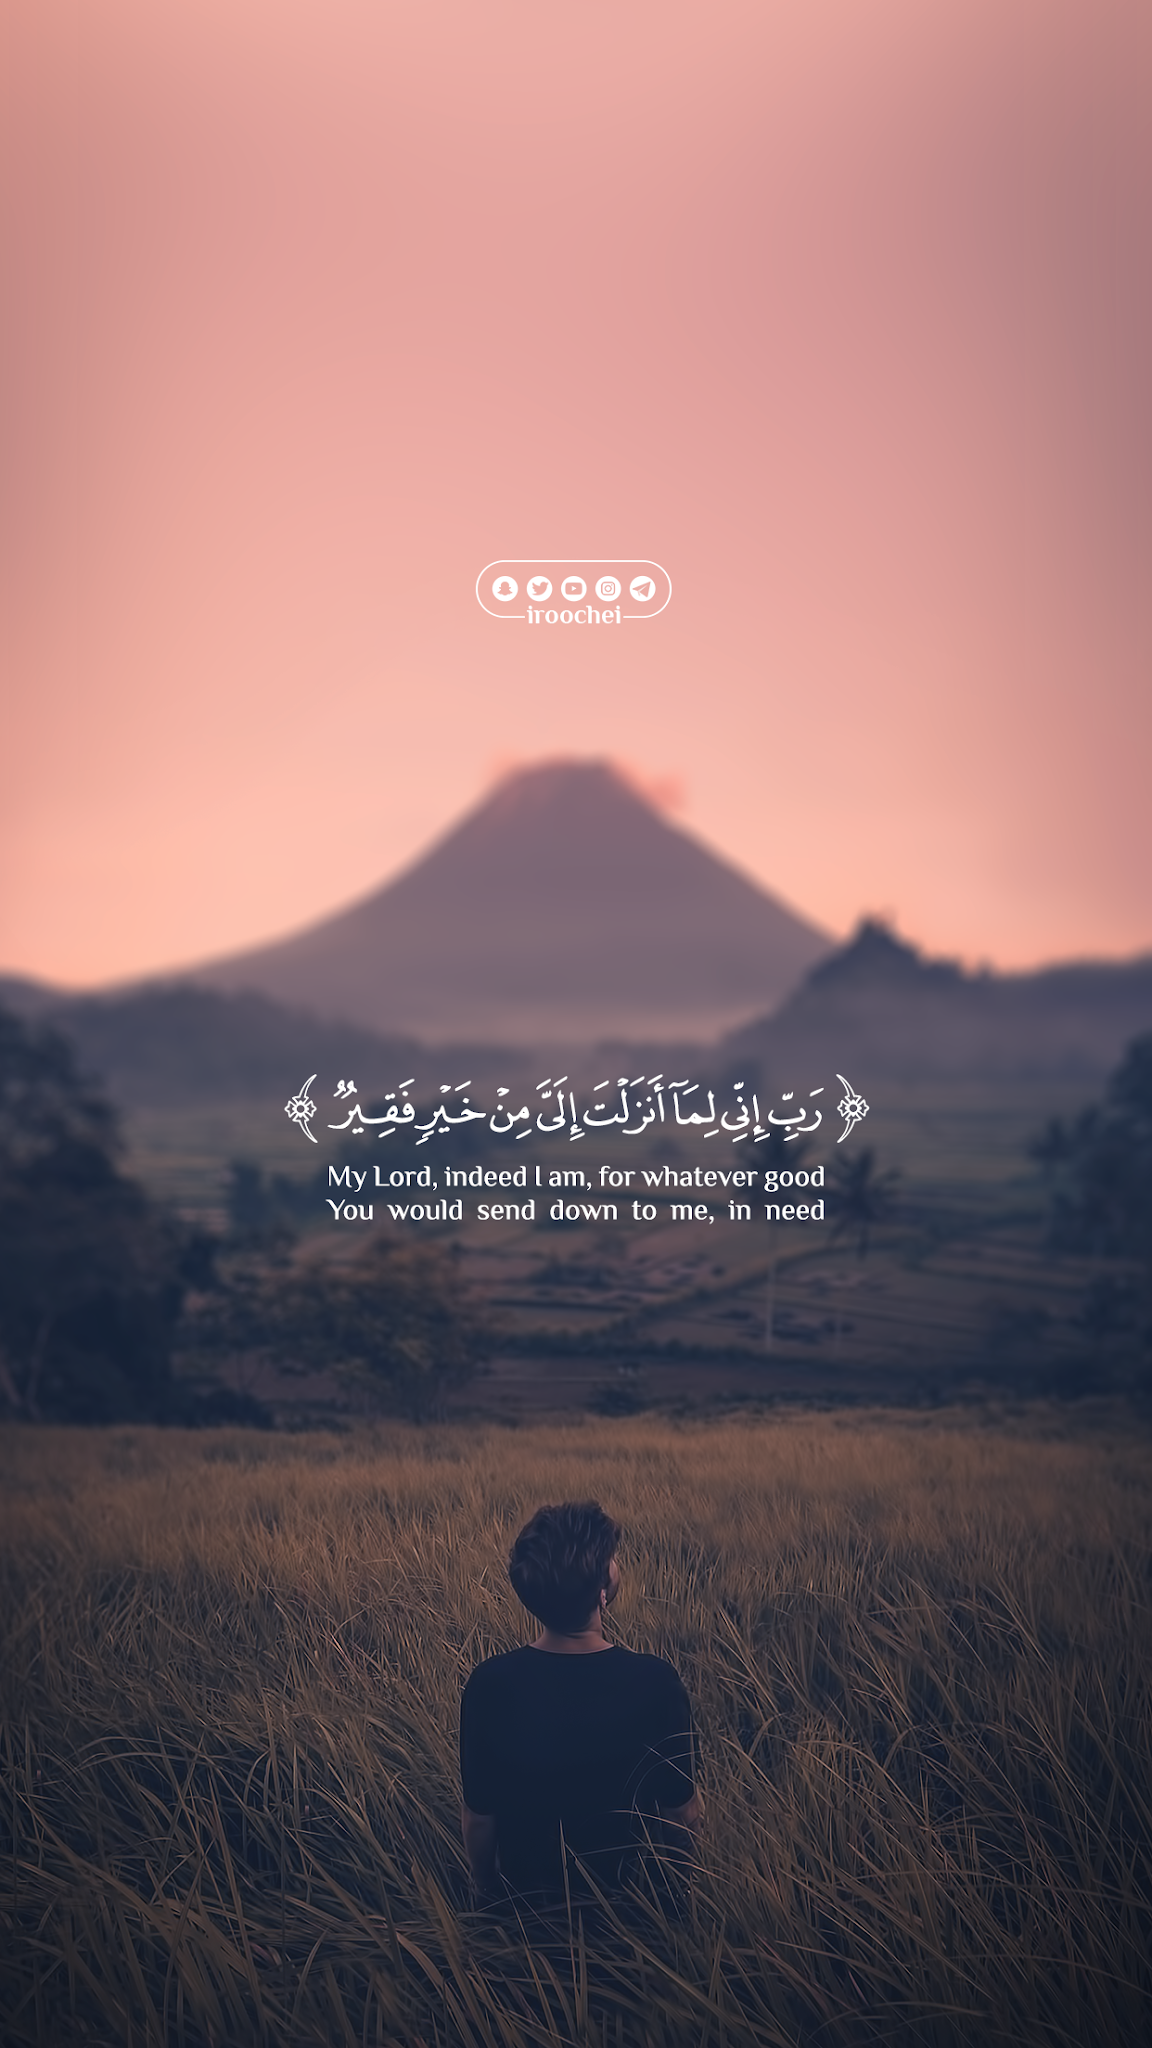 iroochei
﴿رَبِّ إِنِّي لِمَآ أَنزَلۡتَ إِلَيَّ مِنۡ خَيۡرٖ فَقِيرٞ﴾
My Lord, indeed I am, for whatever good
You would send down to me, in need